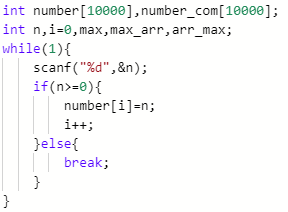 int number[10000],number_com[10000];
int n,i=0,max,max_arr,arr_max;
while(1){
    scanf("%d",&n);
    if(n>=0){
        number[i]=n;
        i++;
    }else{
        break;
    }
}